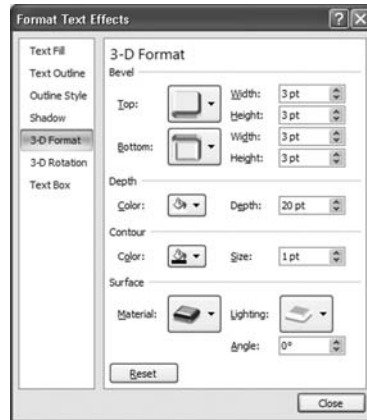 Format Text Effects
Text Fill
Text Outline
Outline Style
Shadow
3-D Format
3-D Rotation
Text Box
3-D Format
Bevel
Top:
Width: 3 pt
Height: 3 pt
Bottom:
Width: 3 pt
Height: 3 pt
Depth
Color:
Depth: 20 pt
Contour
Color:
Size: 1 pt
Surface
Material:
Lighting:
Angle: 0°
Reset
Close